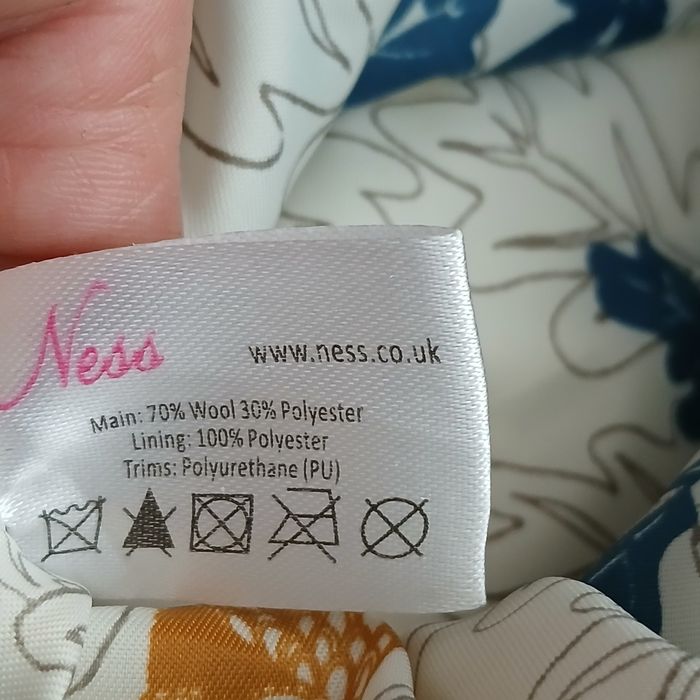 Ness
www.ness.co.uk
Main: 70% Wool 30% Polyester
Lining: 100% Polyester
Trims: Polyurethane (PU)